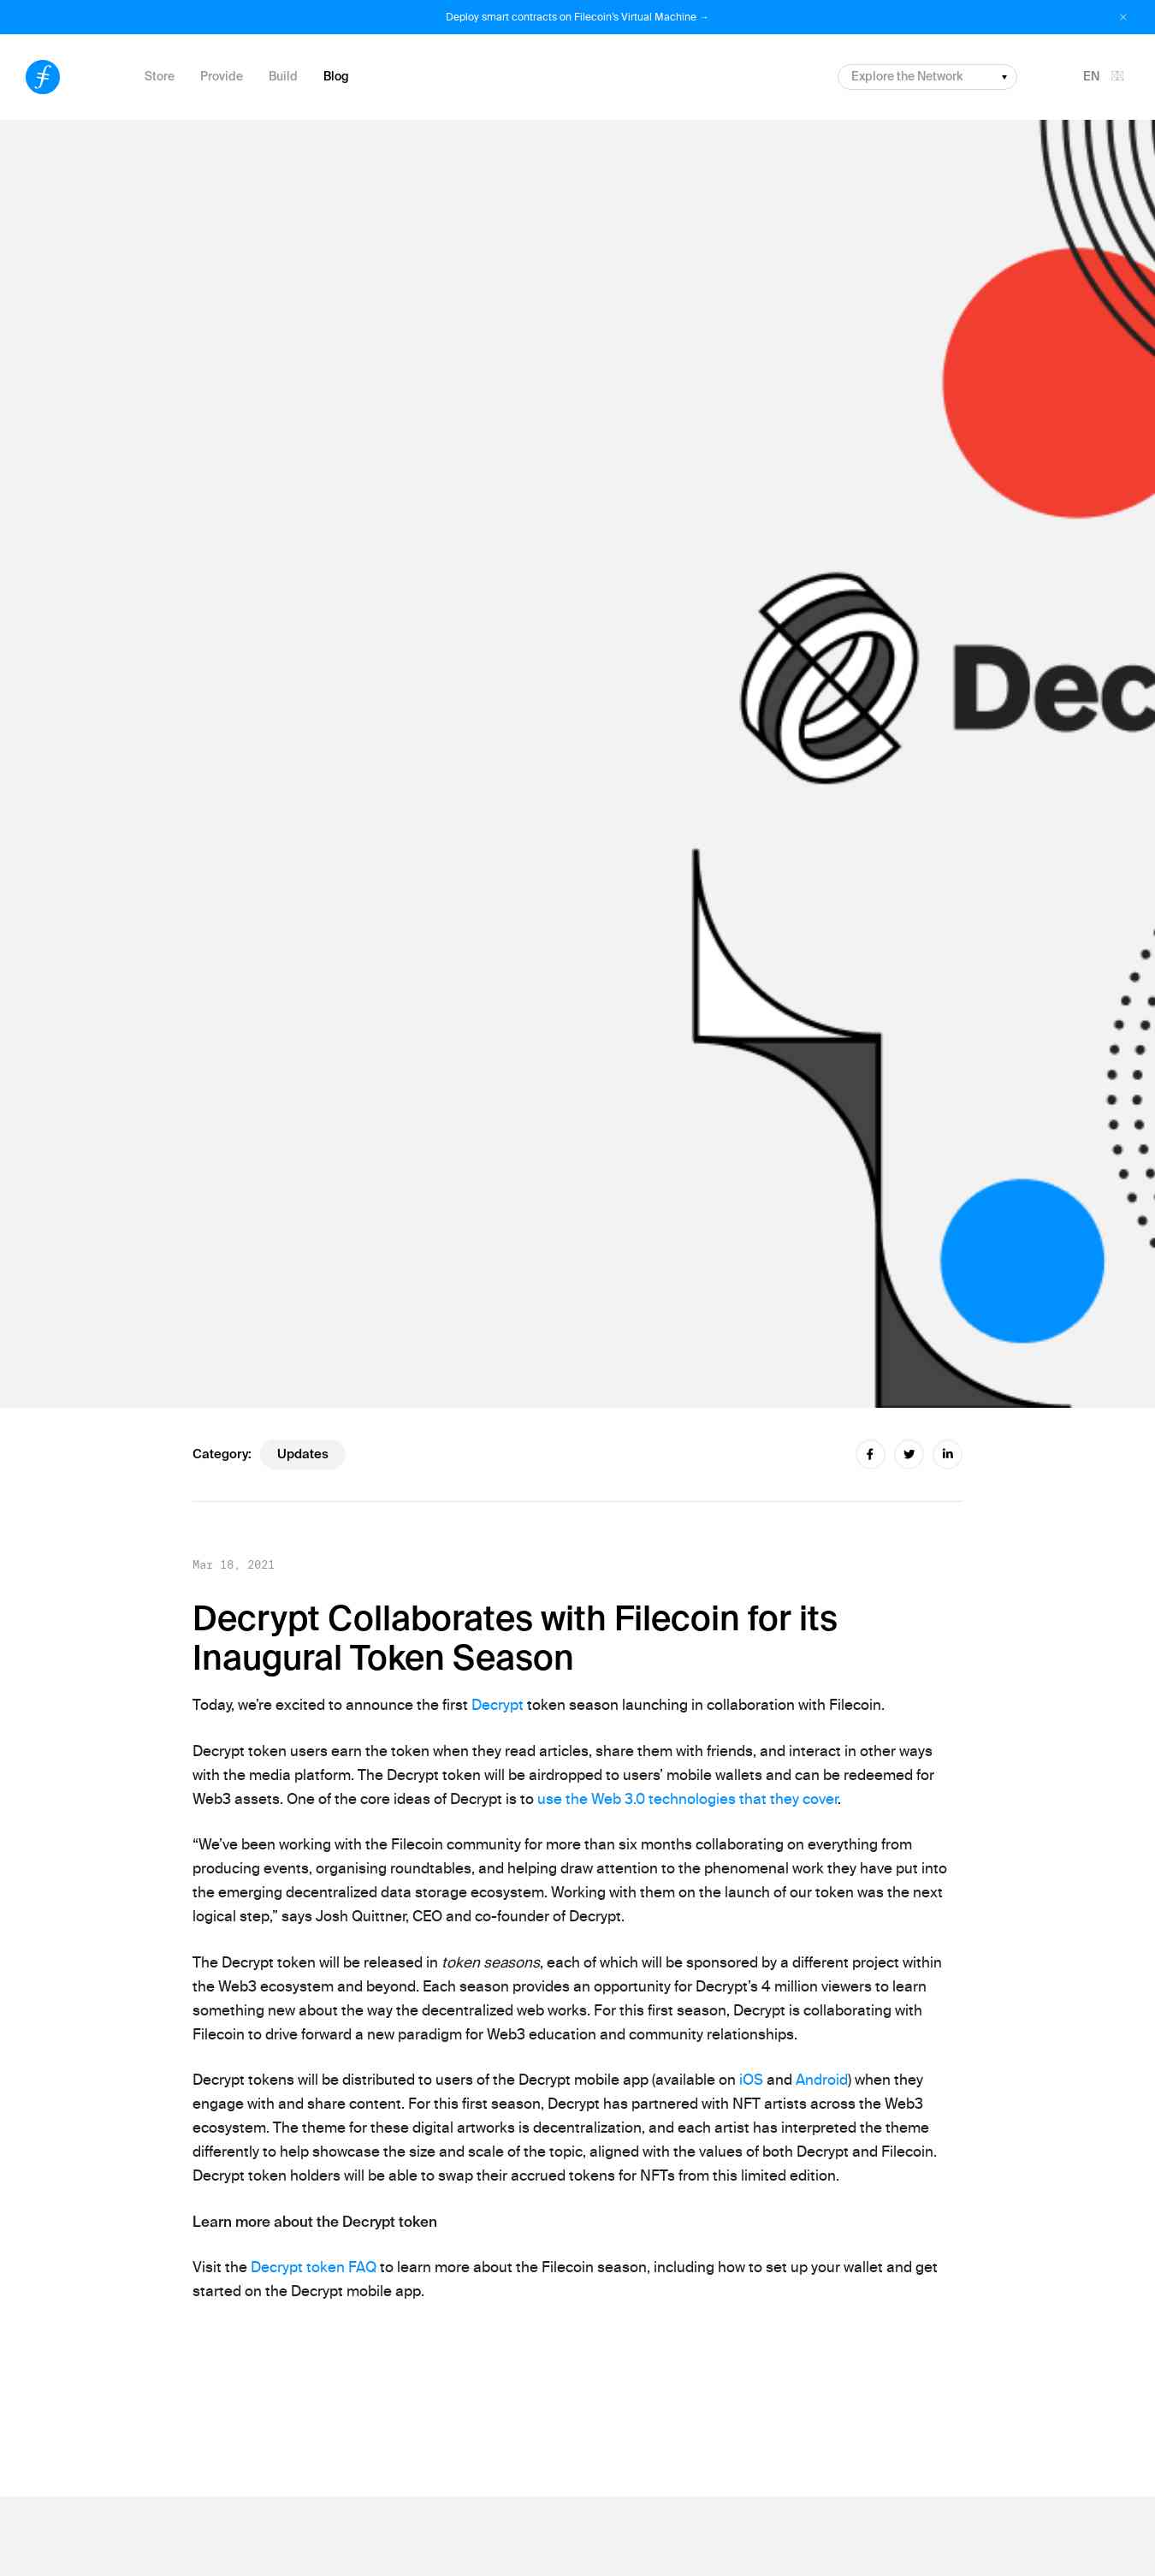 Deploy smart contracts on Filecoin's Virtual Machine →
Store Provide Build Blog
Explore the Network
EN
Dec
Category: Updates
Mar 18, 2021
Decrypt Collaborates with Filecoin for its
Inaugural Token Season
Today, we're excited to announce the first Decrypt token season launching in collaboration with Filecoin.
Decrypt token users earn the token when they read articles, share them with friends, and interact in other ways
with the media platform. The Decrypt token will be airdropped to users' mobile wallets and can be redeemed for
Web3 assets. One of the core ideas of Decrypt is to use the Web 3.0 technologies that they cover.
“We've been working with the Filecoin community for more than six months collaborating on everything from
producing events, organising roundtables, and helping draw attention to the phenomenal work they have put into
the emerging decentralized data storage ecosystem. Working with them on the launch of our token was the next
logical step,” says Josh Quittner, CEO and co-founder of Decrypt.
The Decrypt token will be released in token seasons, each of which will be sponsored by a different project within
the Web3 ecosystem and beyond. Each season provides an opportunity for Decrypt's 4 million viewers to learn
something new about the way the decentralized web works. For this first season, Decrypt is collaborating with
Filecoin to drive forward a new paradigm for Web3 education and community relationships.
Decrypt tokens will be distributed to users of the Decrypt mobile app (available on iOS and Android) when they
engage with and share content. For this first season, Decrypt has partnered with NFT artists across the Web3
ecosystem. The theme for these digital artworks is decentralization, and each artist has interpreted the theme
differently to help showcase the size and scale of the topic, aligned with the values of both Decrypt and Filecoin.
Decrypt token holders will be able to swap their accrued tokens for NFTs from this limited edition.
Learn more about the Decrypt token
Visit the Decrypt token FAQ to learn more about the Filecoin season, including how to set up your wallet and get
started on the Decrypt mobile app.